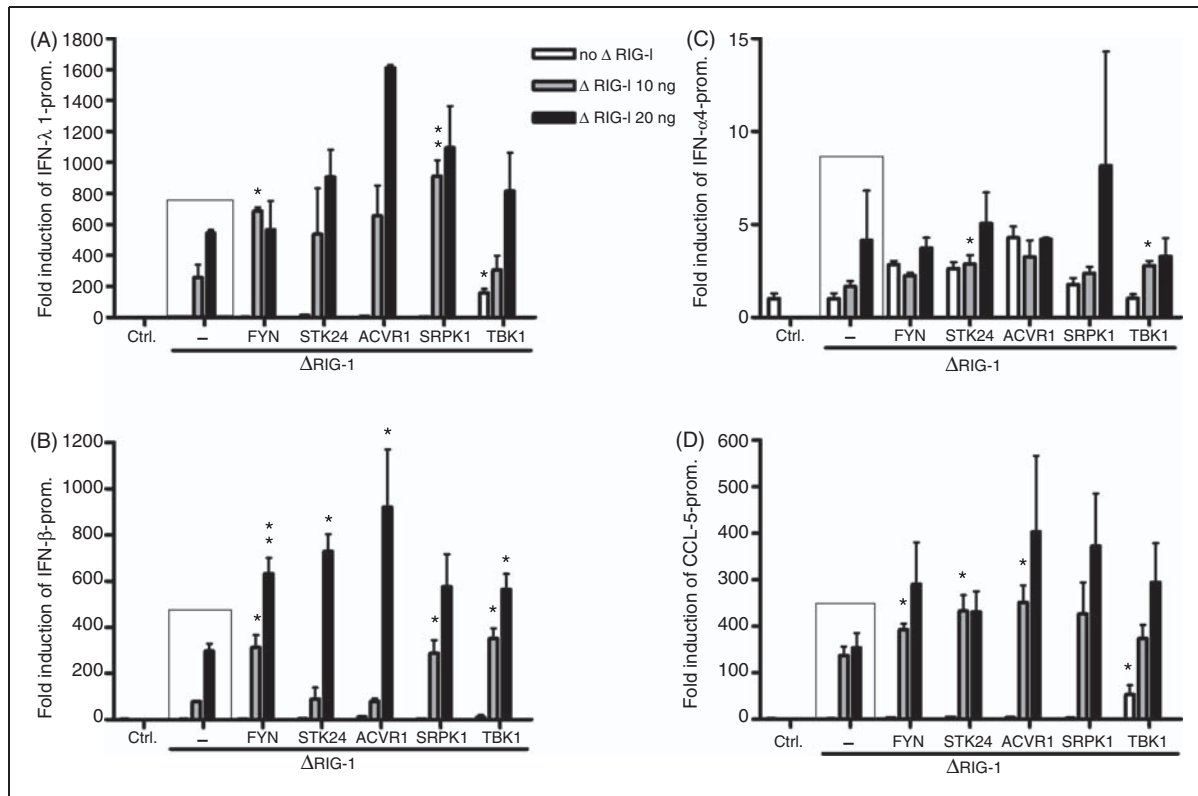 (A)
Fold induction of IFN-λ 1-prom.
1800
1600
1400
1200
1000
800
600
400
200
0
*
*
*
*
Ctrl. – FYN STK24 ACVR1 SRPK1 TBK1
ΔRIG-1
no Δ RIG-I
Δ RIG-I 10 ng
Δ RIG-I 20 ng
(C)
Fold induction of IFN-α4-prom.
15
10
5
0
*
*
Ctrl. – FYN STK24 ACVR1 SRPK1 TBK1
ΔRIG-1
(B)
Fold induction of IFN-β-prom.
1200
1000
800
600
400
200
0
*
*
*
*
*
*
*
*
Ctrl. – FYN STK24 ACVR1 SRPK1 TBK1
ΔRIG-1
(D)
Fold induction of CCL-5-prom.
600
500
400
300
400
100
0
*
*
*
*
Ctrl. – FYN STK24 ACVR1 SRPK1 TBK1
ΔRIG-1